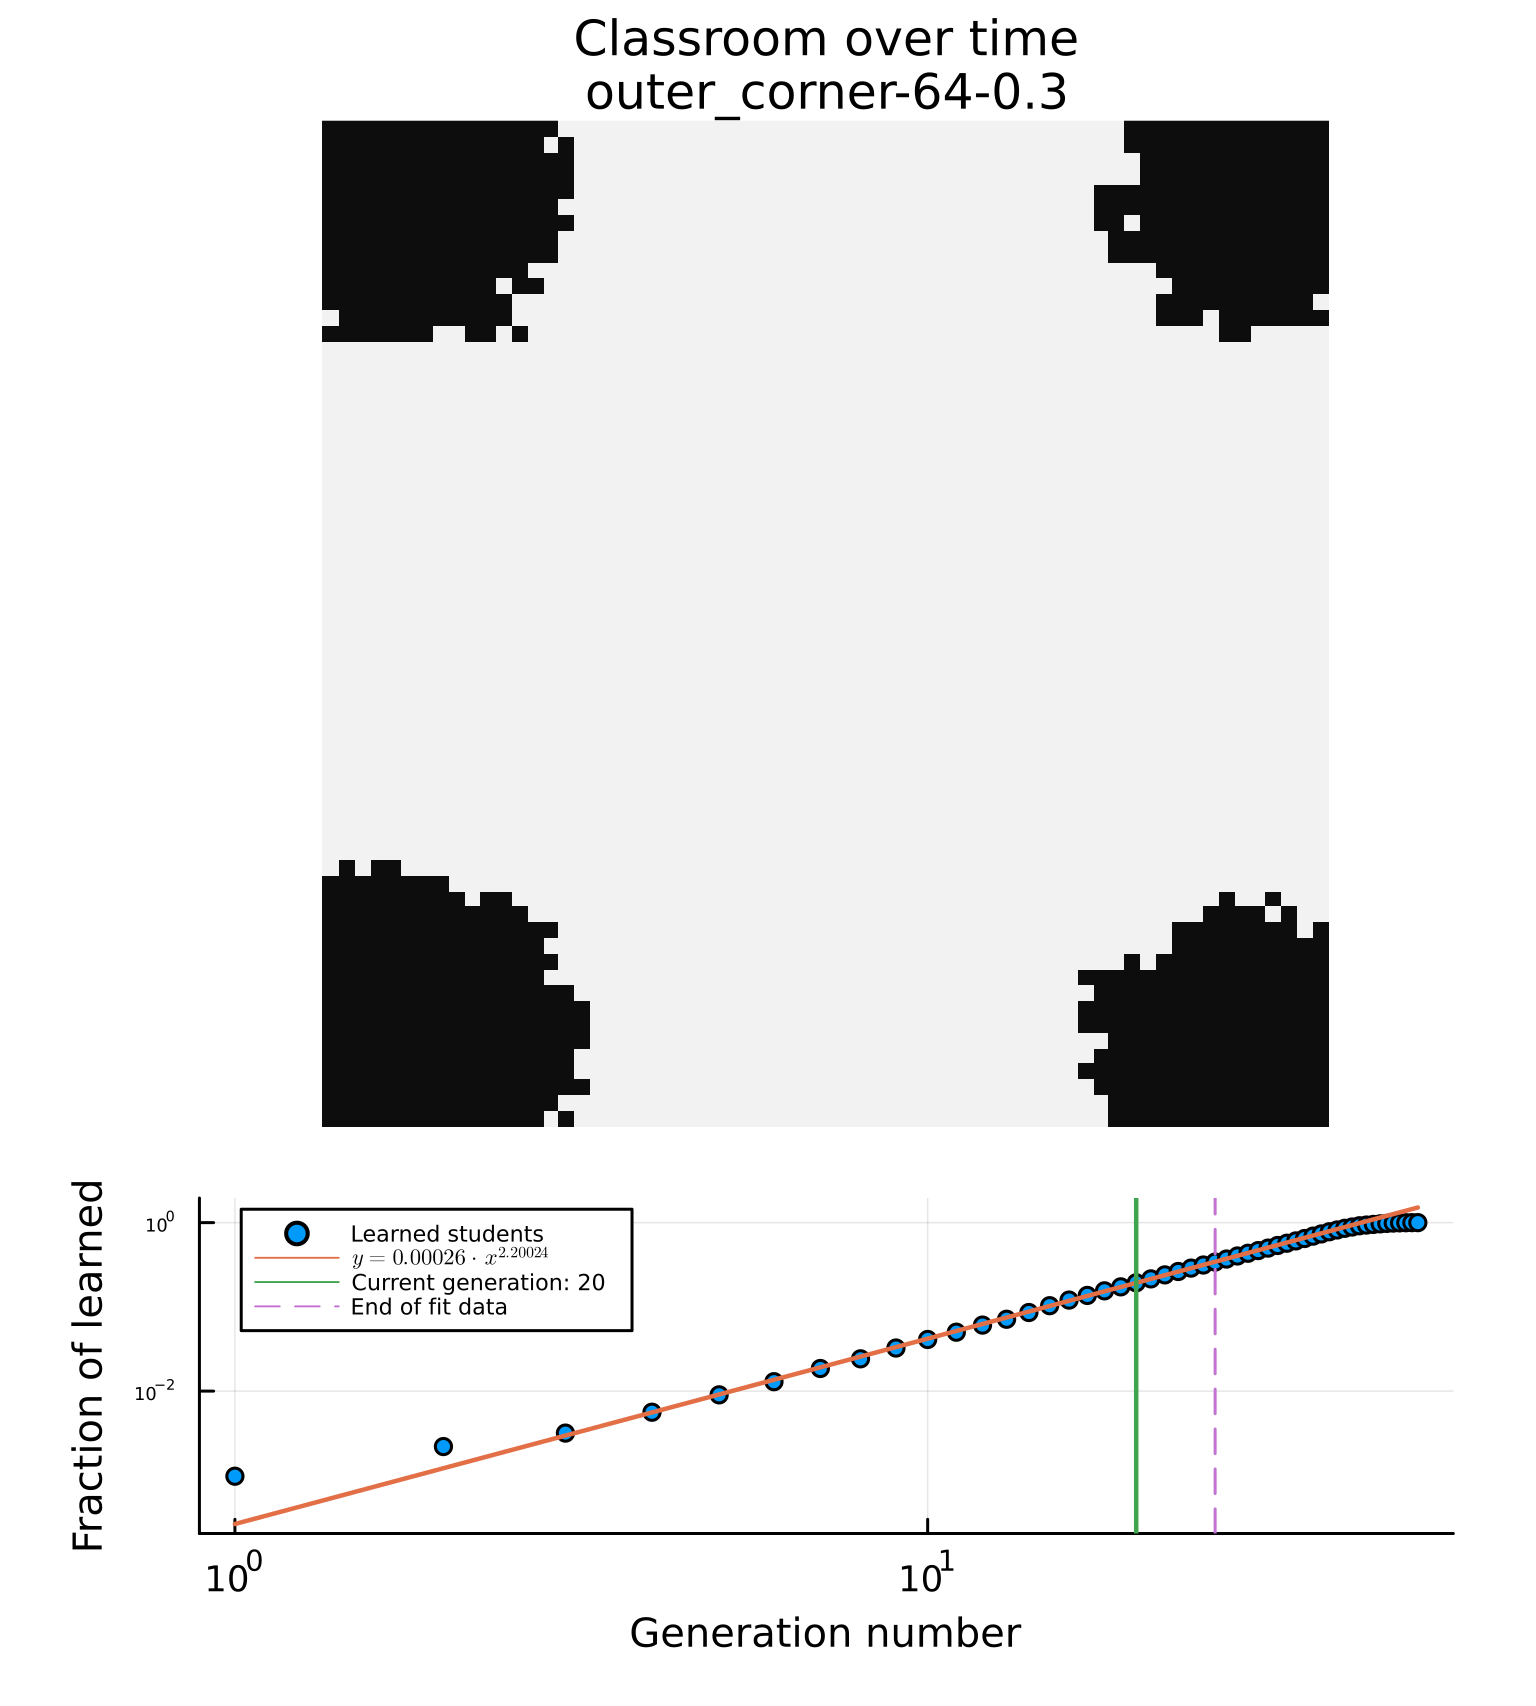 Classroom over time
outer_corner-64-0.3
Fraction of learned
10⁰
10⁻²
Learned students
y = 0.00026 · x^2.20024
Current generation: 20
End of fit data
10⁰
10¹
Generation number